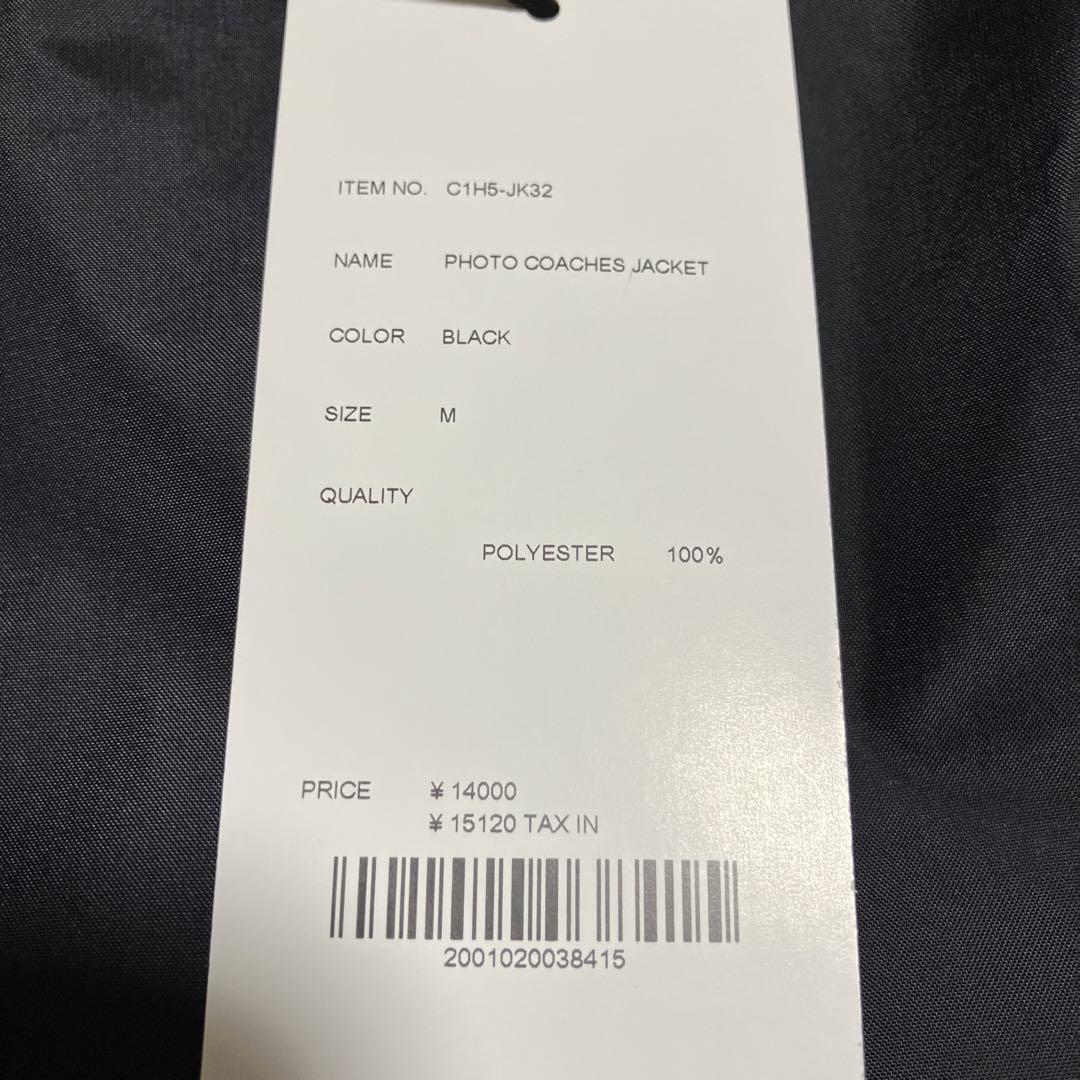 ITEM NO. C1H5-JK32
NAME PHOTO COACHES JACKET
COLOR BLACK
SIZE M
QUALITY
POLYESTER 100%
PRICE ¥ 14000
¥ 15120 TAX IN
2001020038415